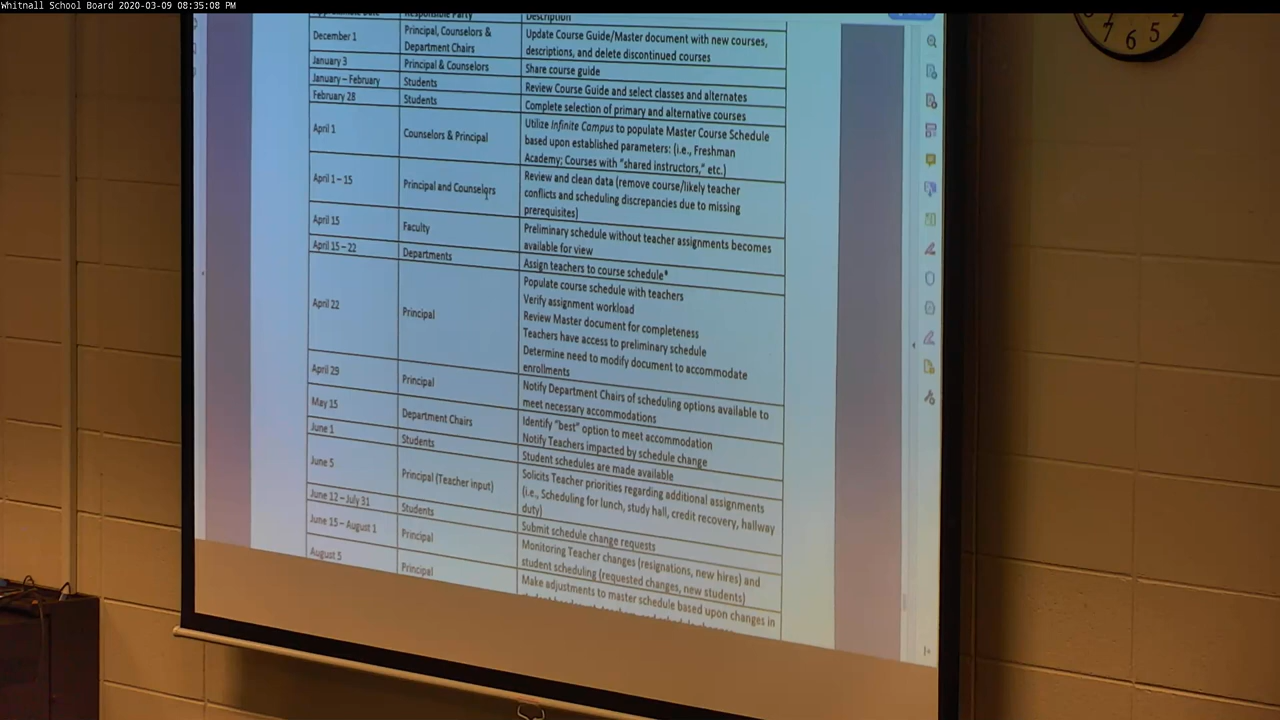 Whitnall School Board 2020-03-09 08:35:08 PM
Responsible Party Description
December 1 Principal, Counselors & Department Chairs Update Course Guide/Master document with new courses, descriptions, and delete discontinued courses
January 3 Principal & Counselors Share course guide
January – February Students Review Course Guide and select classes and alternates
February 28 Students Complete selection of primary and alternative courses
April 1 Counselors & Principal Utilize Infinite Campus to populate Master Course Schedule
based upon established parameters: (i.e., Freshman
Academy; Courses with "shared instructors," etc.)
April 1 – 15 Principal and Counselors Review and clean data (remove course/likely teacher
conflicts and scheduling discrepancies due to missing
prerequisites)
April 15 Faculty Preliminary schedule without teacher assignments becomes
available for view
April 15 – 22 Departments Assign teachers to course schedule*
April 22 Principal Populate course schedule with teachers
Verify assignment workload
Review Master document for completeness
Teachers have access to preliminary schedule
Determine need to modify document to accommodate
enrollments
April 29 Principal Notify Department Chairs of scheduling options available to
meet necessary accommodations
May 15 Department Chairs Identify "best" option to meet accommodation
Notify Teachers impacted by schedule change
June 1 Students Student schedules are made available
June 5 Principal (Teacher input) Solicits Teacher priorities regarding additional assignments
(i.e., Scheduling for lunch, study hall, credit recovery, hallway
duty)
June 12 – July 31 Students Submit schedule change requests
June 15 – August 1 Principal Monitoring Teacher changes (resignations, new hires) and
student scheduling (requested changes, new students)
August 5 Principal Make adjustments to master schedule based upon changes in
7 6 5